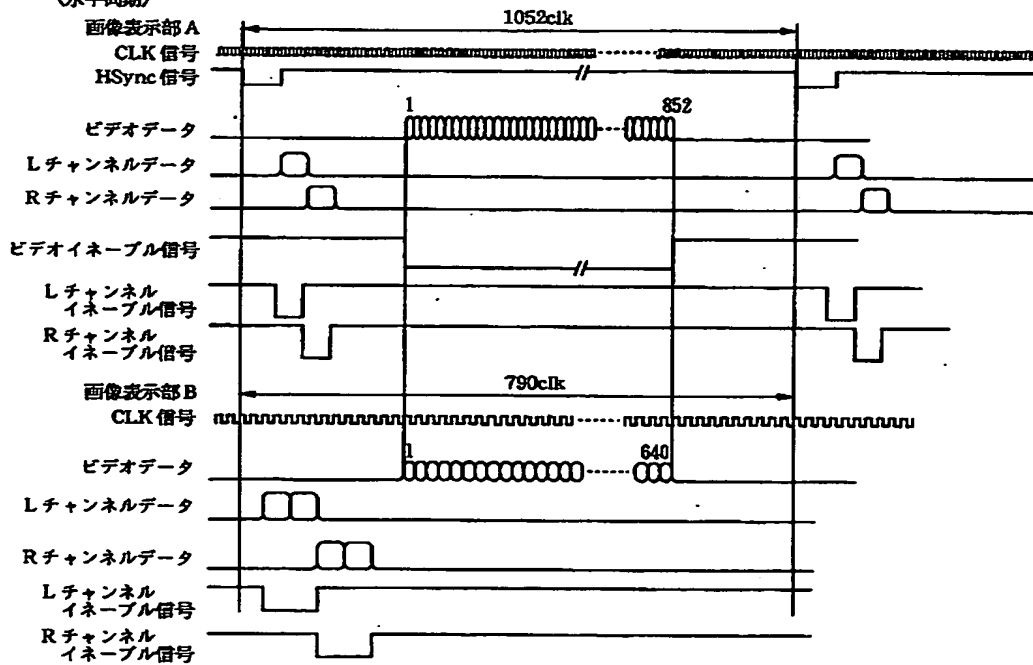 (水平同期)
1052clk
画像表示部A
CLK信号
HSync信号
1
852
ビデオデータ
Lチャンネルデータ
Rチャンネルデータ
ビデオイネーブル信号
Lチャンネル
イネーブル信号
Rチャンネル
イネーブル信号
画像表示部B
790clk
CLK信号
1
640
ビデオデータ
Lチャンネルデータ
Rチャンネルデータ
Lチャンネル
イネーブル信号
Rチャンネル
イネーブル信号